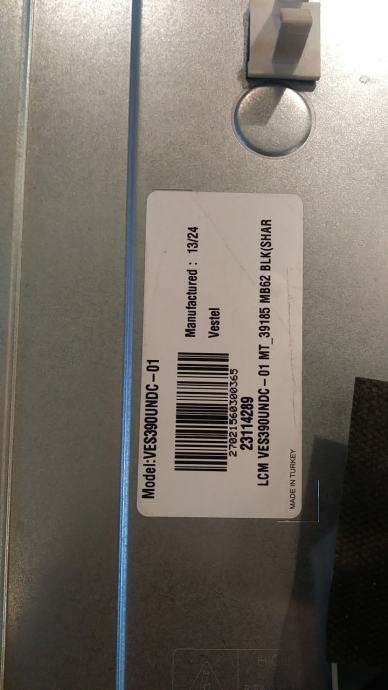 Model:VES390UNDC-01
Manufactured : 13/24
Vestel
27021560300365
23114289
LCM VES390UNDC-01 MT_39185 MB62 BLK(SHAR
MADE IN TURKEY